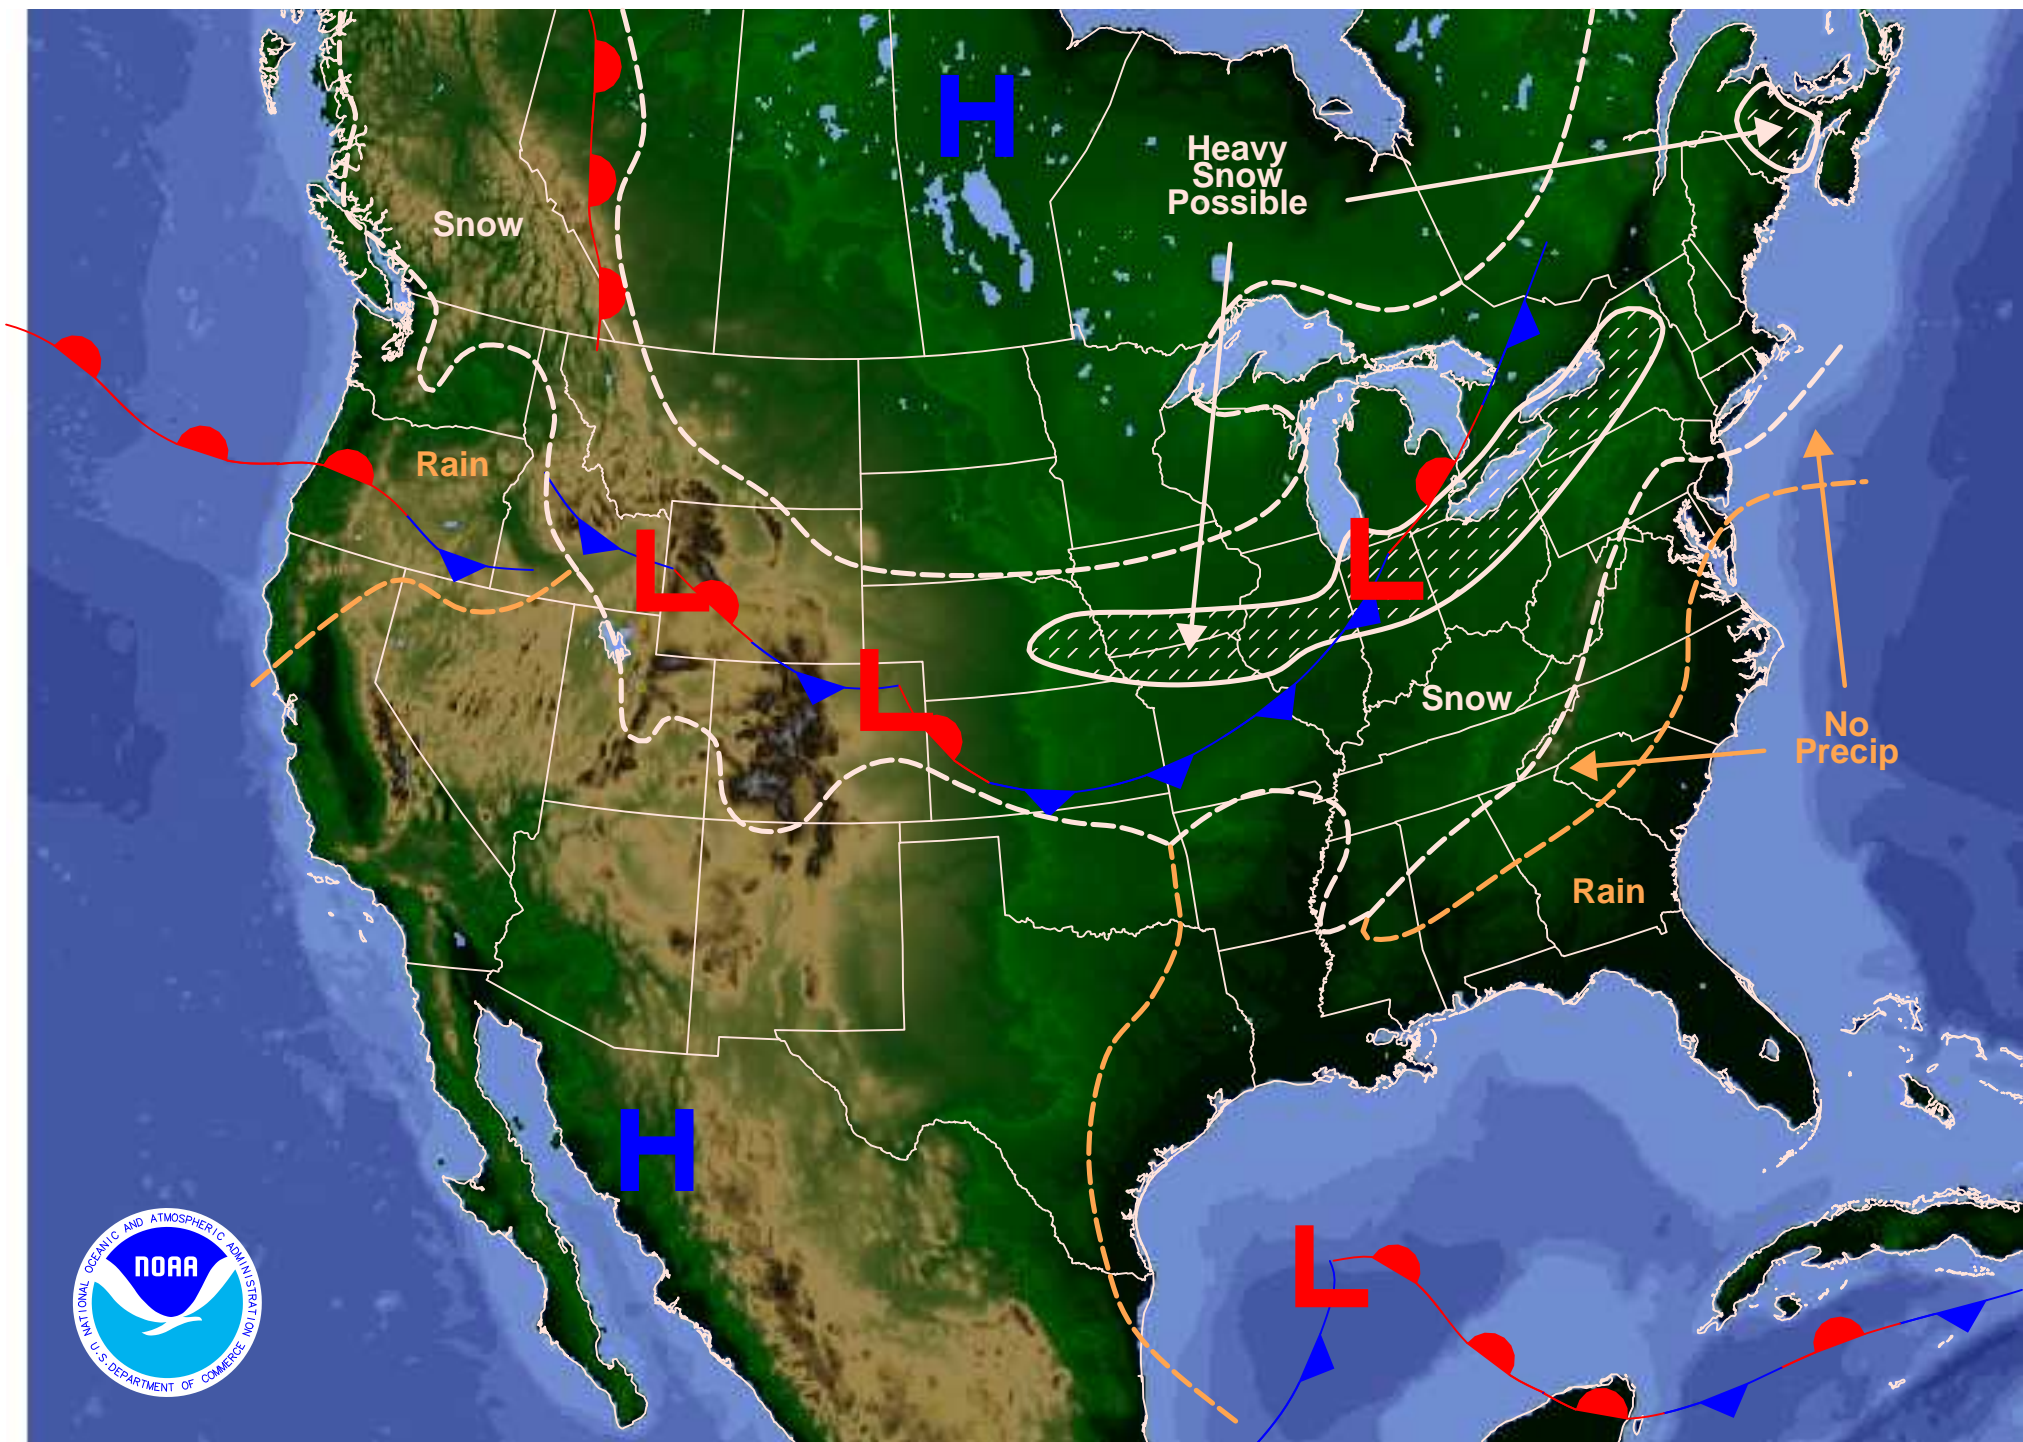 H
Heavy
Snow
Possible
Snow
Rain
L
L
L
Snow
No
Precip
Rain
H
L
NATIONAL OCEANIC AND ATMOSPHERIC ADMINISTRATION
NOAA
U.S. DEPARTMENT OF COMMERCE